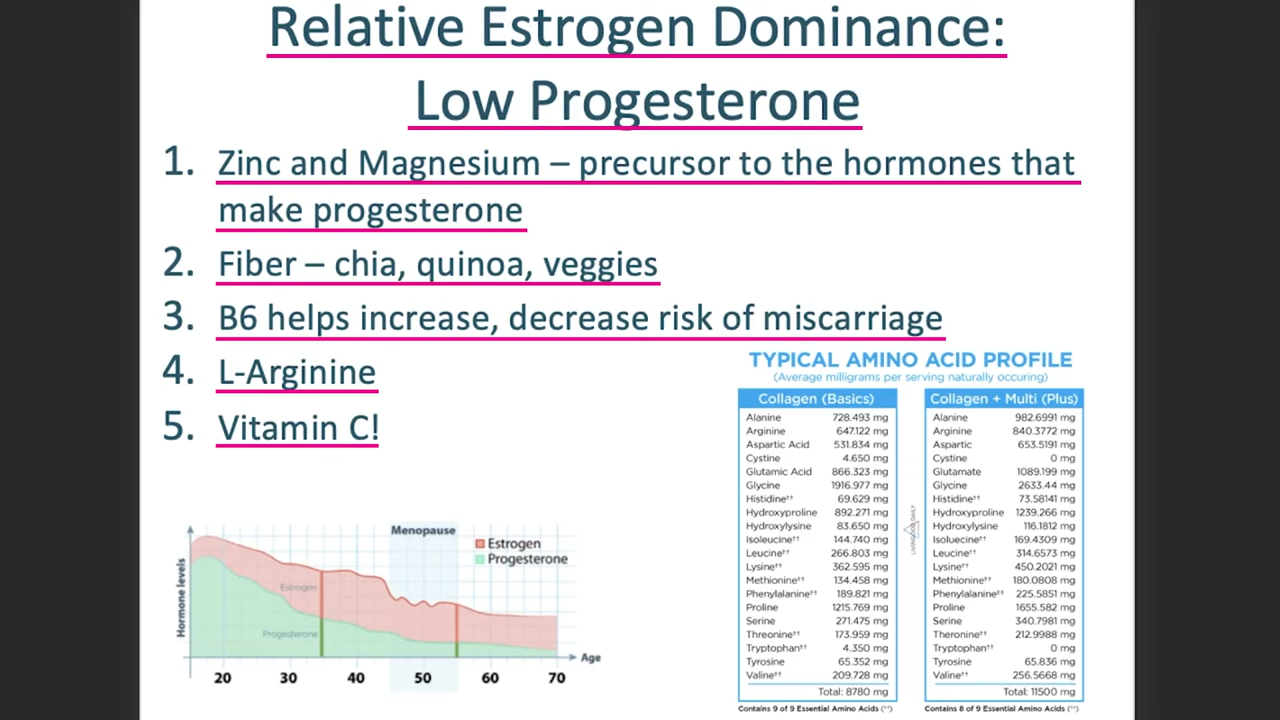 Relative Estrogen Dominance:
Low Progesterone
1. Zinc and Magnesium – precursor to the hormones that
make progesterone
2. Fiber – chia, quinoa, veggies
3. B6 helps increase, decrease risk of miscarriage
4. L-Arginine
5. Vitamin C!
Menopause
Estrogen
Progesterone
Estrogen
Progesterone
Hormone levels
Age
20 30 40 50 60 70
TYPICAL AMINO ACID PROFILE
(Average milligrams per serving naturally occuring)
Collagen (Basics)
Alanine 728.493 mg
Arginine 647.122 mg
Aspartic Acid 531.834 mg
Cystine 4.650 mg
Glutamic Acid 866.323 mg
Glycine 1916.977 mg
Histidine†† 69.629 mg
Hydroxyproline 892.271 mg
Hydroxylysine 83.650 mg
Isoleucine†† 144.740 mg
Leucine†† 266.803 mg
Lysine†† 362.595 mg
Methionine†† 134.458 mg
Phenylalanine†† 189.821 mg
Proline 1215.769 mg
Serine 271.475 mg
Threonine†† 173.959 mg
Tryptophan†† 4.350 mg
Tyrosine 65.352 mg
Valine†† 209.728 mg
Total: 8780 mg
Contains 9 of 9 Essential Amino Acids (††)
LIVINGOOD DAILY
Collagen + Multi (Plus)
Alanine 982.6991 mg
Arginine 840.3772 mg
Aspartic 653.5191 mg
Cystine 0 mg
Glutamate 1089.199 mg
Glycine 2633.44 mg
Histidine†† 73.58141 mg
Hydroxproline 1239.266 mg
Hydroxylysine 116.1812 mg
Isoluecine†† 169.4309 mg
Leucine†† 314.6573 mg
Lysine†† 450.2021 mg
Methionine†† 180.0808 mg
Phenylalanine†† 225.5851 mg
Proline 1655.582 mg
Serine 340.7981 mg
Theronine†† 212.9988 mg
Tryptophan†† 0 mg
Tyrosine 65.836 mg
Valine†† 256.5668 mg
Total: 11500 mg
Contains 8 of 9 Essential Amino Acids (††)